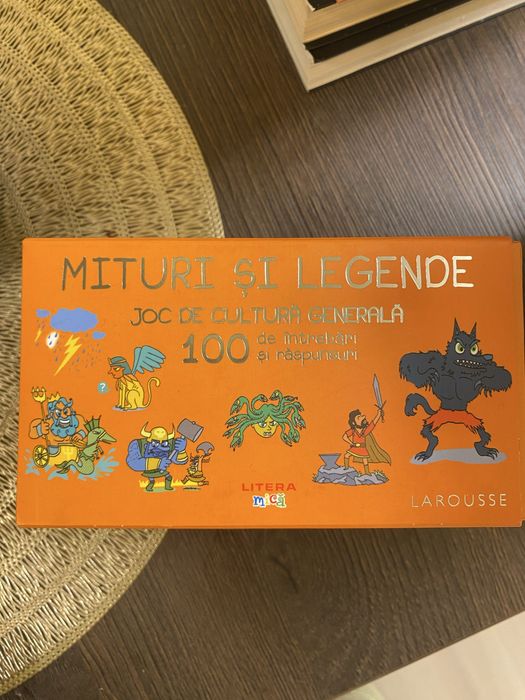 MITURI ȘI LEGENDE
JOC DE CULTURĂ GENERALĂ
100 de întrebări
și răspunsuri
?
LITERA
mică
LAROUSSE